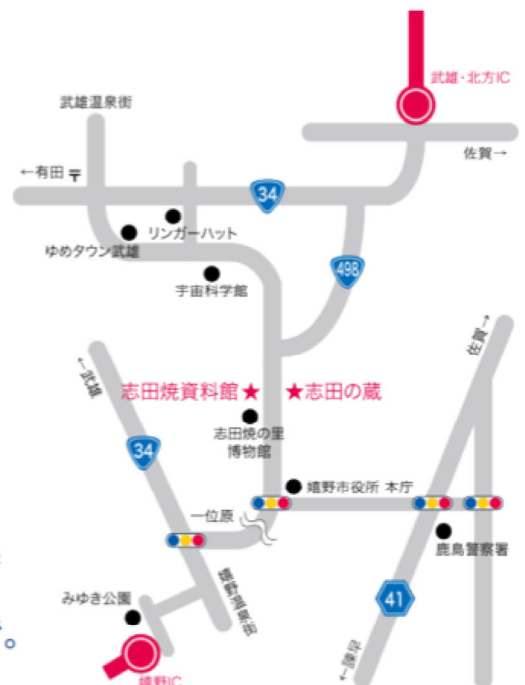 武雄・北方IC
武雄温泉街
佐賀→
←有田 〒
34
リンガーハット
ゆめタウン武雄
498
宇宙科学館
佐賀→
←武雄
志田焼資料館★ ★志田の蔵
志田焼の里
博物館
34
嬉野市役所 本庁
一位原
鹿島警察署
嬉野温泉街
みゆき公園
41
。
←諫早
嬉野IC